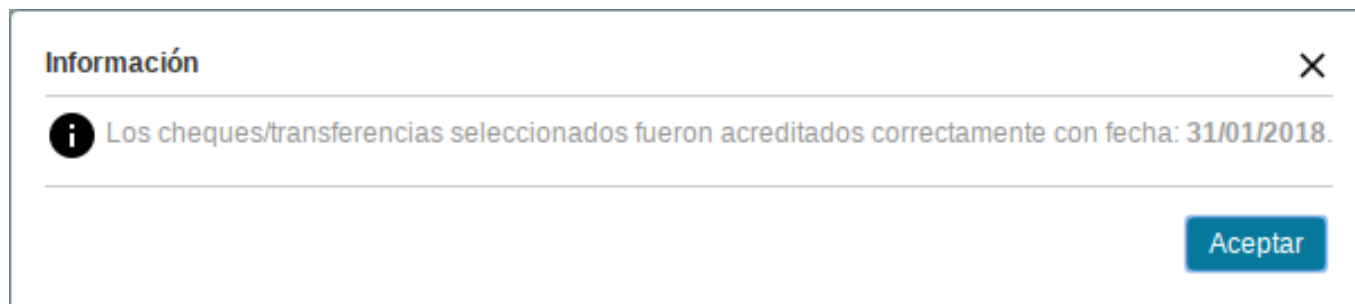 Información
Los cheques/transferencias seleccionados fueron acreditados correctamente con fecha: 31/01/2018.
Aceptar